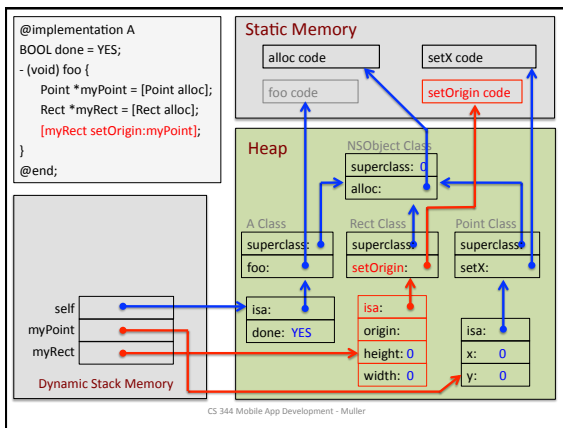 @implementation A
BOOL done = YES;
- (void) foo {
Point *myPoint = [Point alloc];
Rect *myRect = [Rect alloc];
[myRect setOrigin:myPoint];
}
@end;
Static Memory
alloc code
setX code
foo code
setOrigin code
Heap
NSObject Class
superclass: 0
alloc:
A Class
superclass:
foo:
Rect Class
superclass:
setOrigin:
Point Class
superclass:
setX:
self
myPoint
myRect
Dynamic Stack Memory
isa:
done: YES
isa:
origin:
height: 0
width: 0
isa:
x: 0
y: 0
CS 344 Mobile App Development - Muller